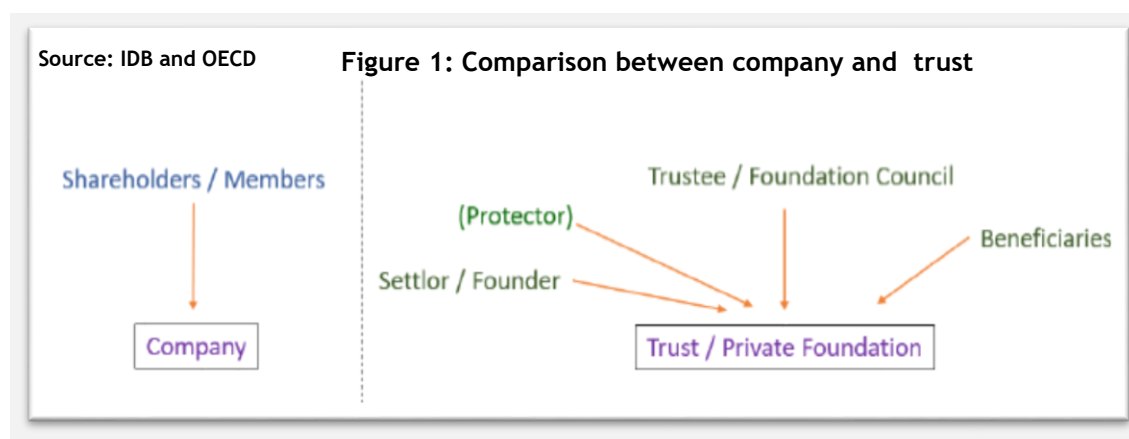 Source: IDB and OECD
Figure 1: Comparison between company and  trust
Shareholders / Members
Company
Trustee / Foundation Council
(Protector)
Beneficiaries
Settlor / Founder
Trust / Private Foundation